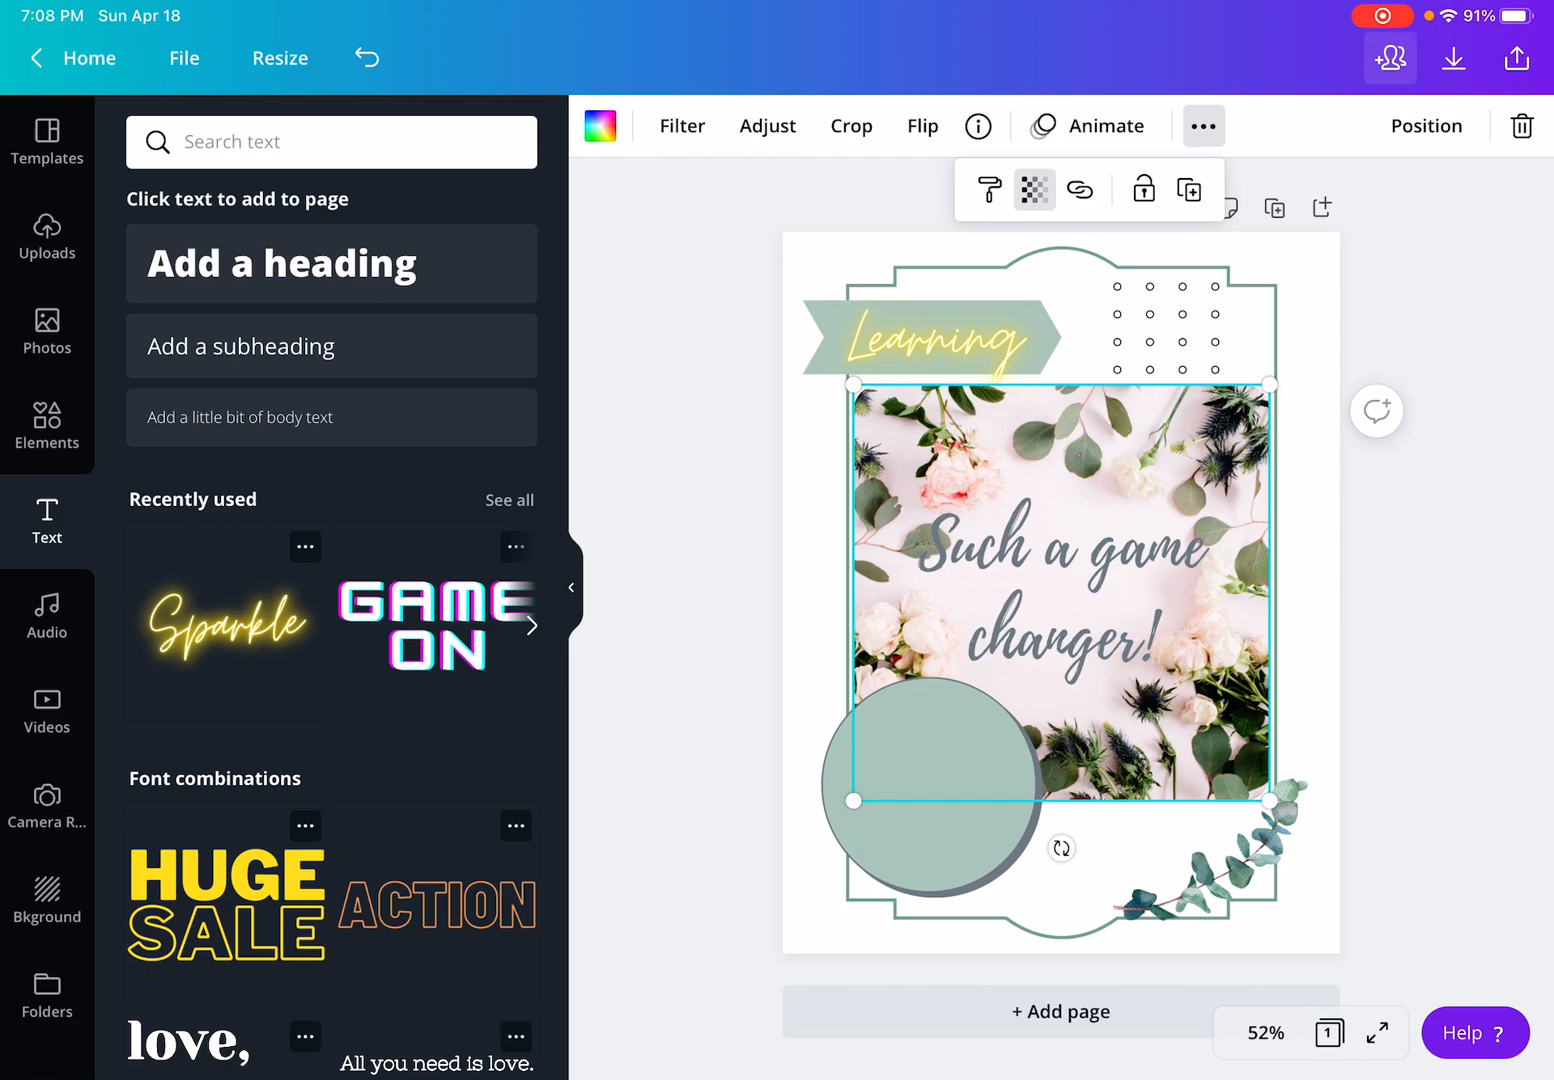 7:08 PM Sun Apr 18
91%
Home File Resize
Templates
Uploads
Photos
Elements
Text
Audio
Videos
Camera R...
Bkground
Folders
Search text
Click text to add to page
Add a heading
Add a subheading
Add a little bit of body text
Recently used See all
Sparkle
GAME
ON
Font combinations
HUGE
SALE
ACTION
love,
All you need is love.
Filter Adjust Crop Flip Animate Position
Learning
Such a game
changer!
+ Add page
52% 1 Help ?